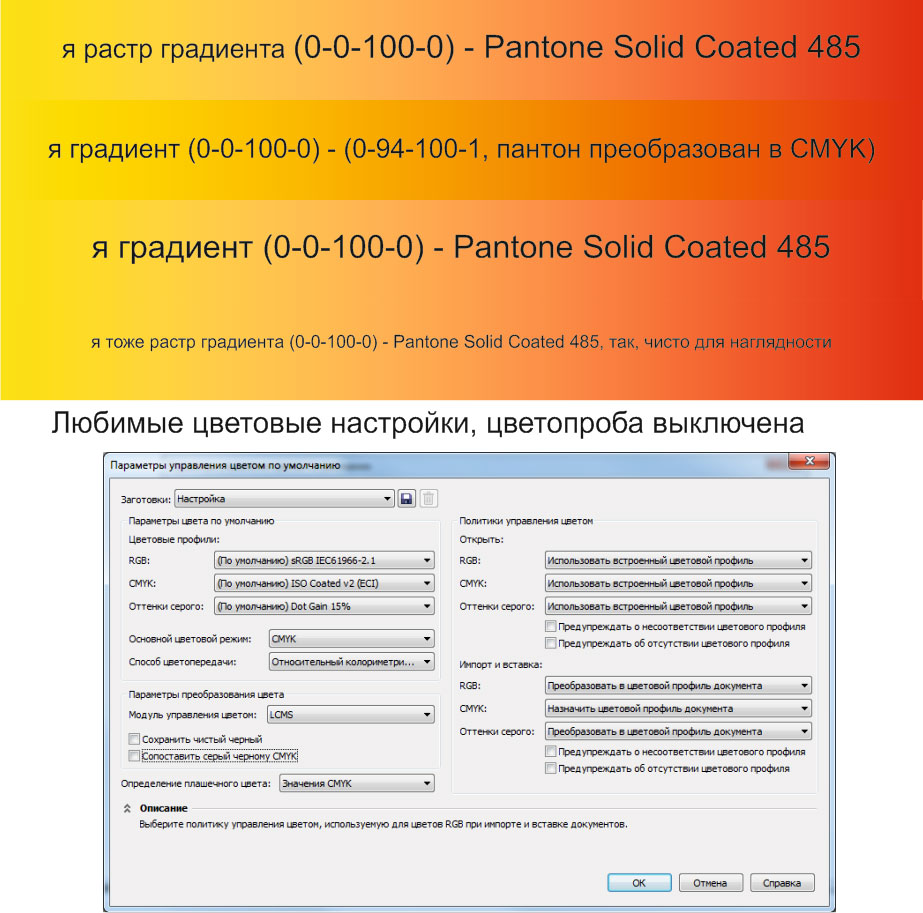 я растр градиента (0-0-100-0) - Pantone Solid Coated 485
я градиент (0-0-100-0) - (0-94-100-1, пантон преобразован в CMYK)
я градиент (0-0-100-0) - Pantone Solid Coated 485
я тоже растр градиента (0-0-100-0) - Pantone Solid Coated 485, так, чисто для наглядности
Любимые цветовые настройки, цветопроба выключена
Параметры управления цветом по умолчанию
Заготовки: Настройка
Параметры цвета по умолчанию
Цветовые профили:
RGB: (По умолчанию) sRGB IEC61966-2.1
CMYK: (По умолчанию) ISO Coated v2 (ECI)
Оттенки серого: (По умолчанию) Dot Gain 15%
Основной цветовой режим: CMYK
Способ цветопередачи: Относительный колориметри...
Параметры преобразования цвета
Модуль управления цветом: LCMS
Сохранить чистый черный
Сопоставить серый черному CMYK
Определение плашечного цвета: Значения CMYK
Политики управления цветом
Открыть:
RGB: Использовать встроенный цветовой профиль
CMYK: Использовать встроенный цветовой профиль
Оттенки серого: Использовать встроенный цветовой профиль
Предупреждать о несоответствии цветового профиля
Предупреждать об отсутствии цветового профиля
Импорт и вставка:
RGB: Преобразовать в цветовой профиль документа
CMYK: Назначить цветовой профиль документа
Оттенки серого: Преобразовать в цветовой профиль документа
Предупреждать о несоответствии цветового профиля
Предупреждать об отсутствии цветового профиля
Описание
Выберите политику управления цветом, используемую для цветов RGB при импорте и вставке документов.
ОК Отмена Справка